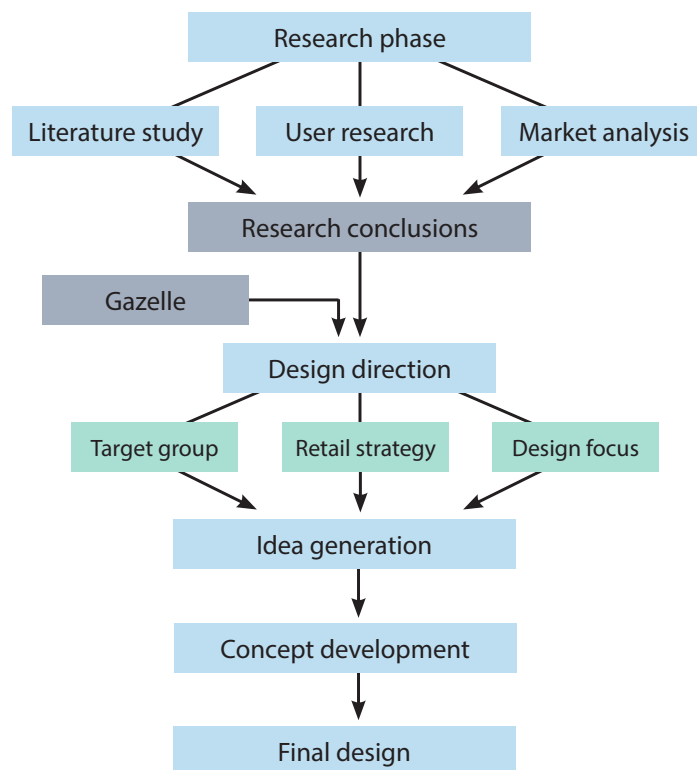 Research phase
Literature study
User research
Market analysis
Research conclusions
Gazelle
Design direction
Target group
Retail strategy
Design focus
Idea generation
Concept development
Final design